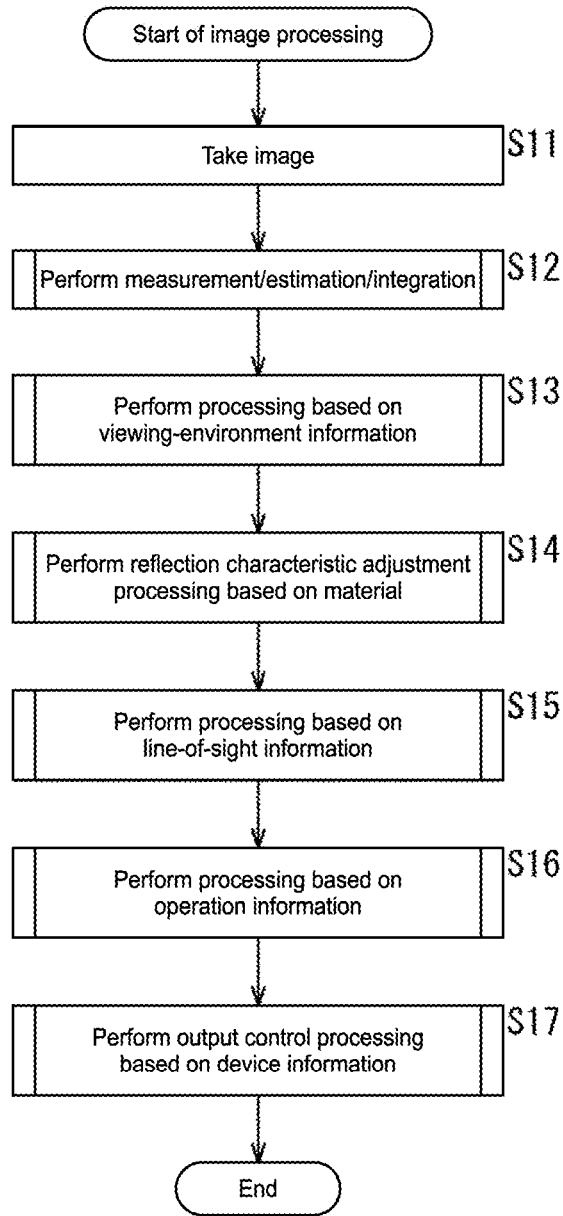 Start of image processing
S11
Take image
S12
Perform measurement/estimation/integration
S13
Perform processing based on
viewing-environment information
S14
Perform reflection characteristic adjustment
processing based on material
S15
Perform processing based on
line-of-sight information
S16
Perform processing based on
operation information
S17
Perform output control processing
based on device information
End